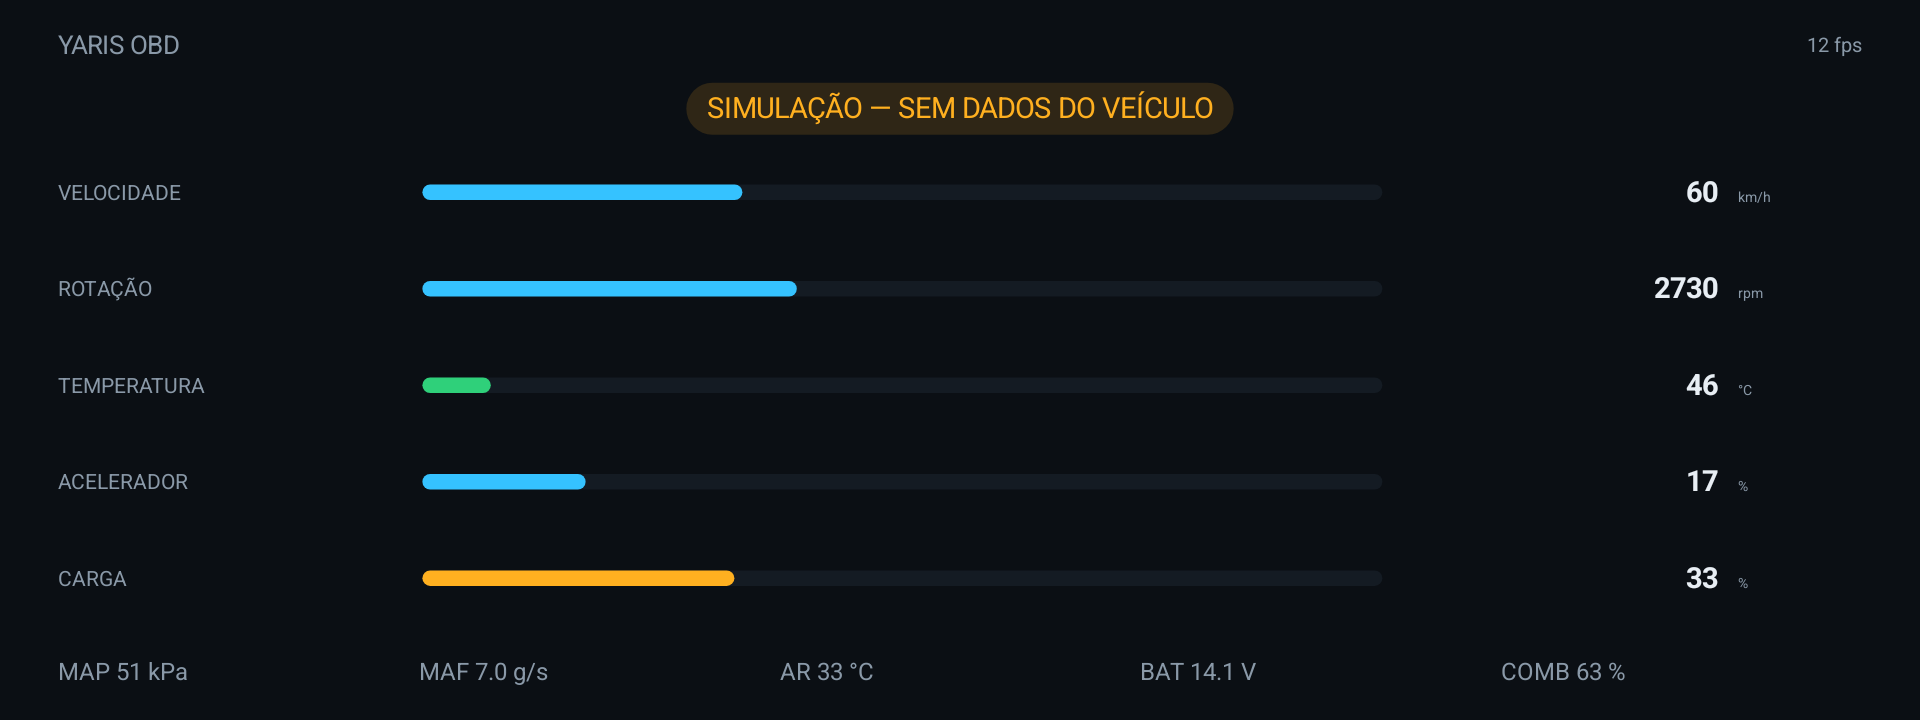 YARIS OBD 12 fps
SIMULAÇÃO — SEM DADOS DO VEÍCULO
VELOCIDADE 60 km/h
ROTAÇÃO 2730 rpm
TEMPERATURA 46 °C
ACELERADOR 17 %
CARGA 33 %
MAP 51 kPa MAF 7.0 g/s AR 33 °C BAT 14.1 V COMB 63 %